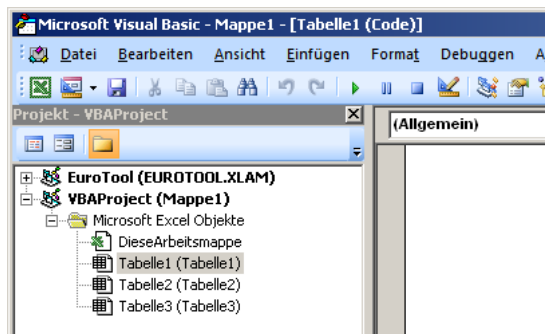 Microsoft Visual Basic - Mappe1 - [Tabelle1 (Code)]
Datei Bearbeiten Ansicht Einfügen Format Debuggen A
Projekt - VBAProject
(Allgemein)
EuroTool (EUROTOOL.XLAM)
VBAProject (Mappe1)
Microsoft Excel Objekte
DieseArbeitsmappe
Tabelle1 (Tabelle1)
Tabelle2 (Tabelle2)
Tabelle3 (Tabelle3)